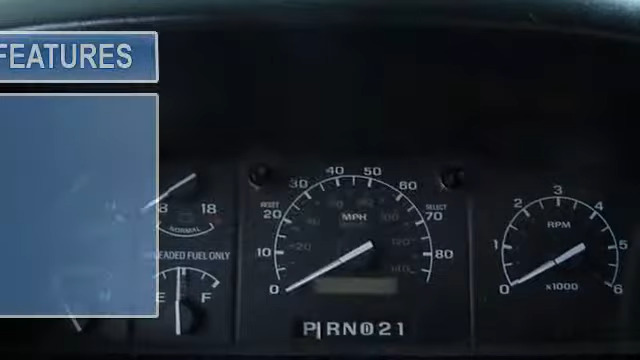 FEATURES
40
30 50
60
RESET
20
SELECT
70
MPH
10
80
0
8 18
NORMAL
UNLEADED FUEL ONLY
E F
P R N D 2 1
3
2 4
RPM
1 5
0 6
x1000